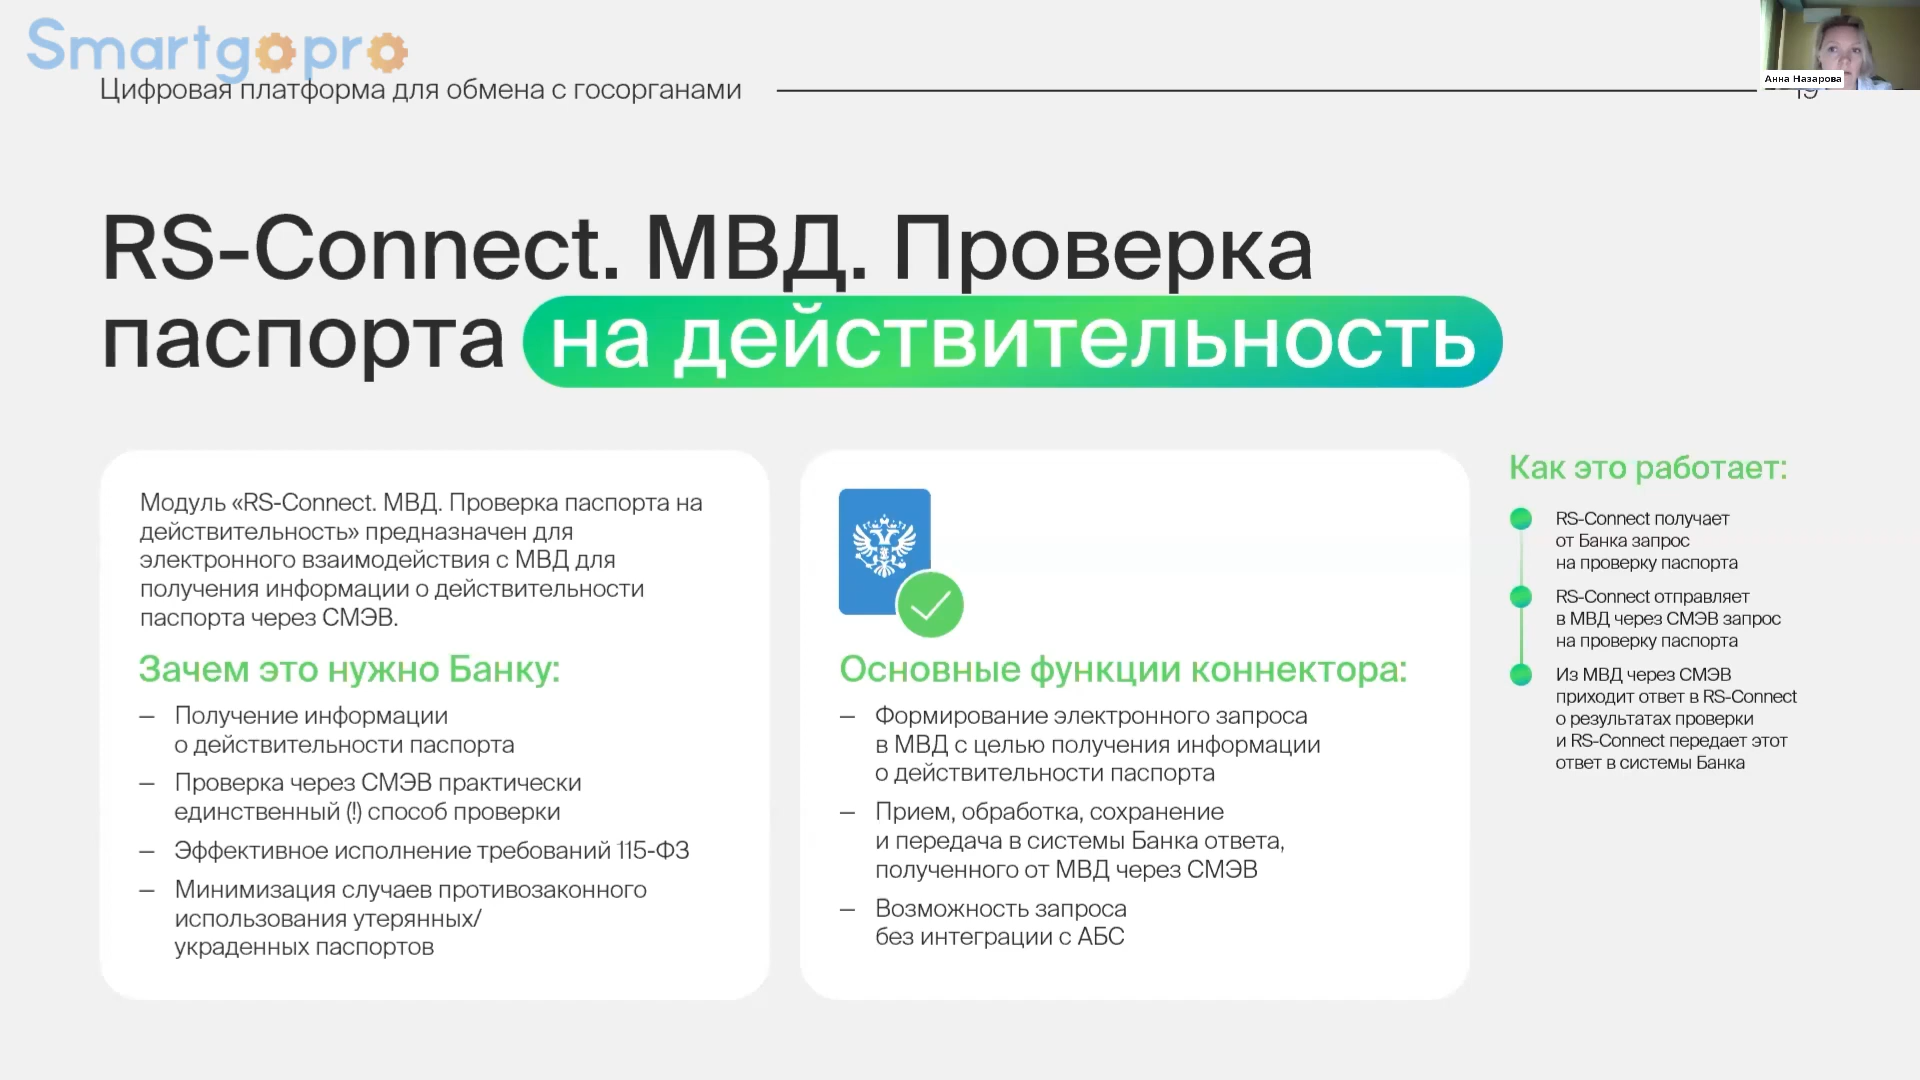 Smartgopro
Цифровая платформа для обмена с госорганами
Анна Назарова
19
RS-Connect. МВД. Проверка
паспорта на действительность
Модуль «RS-Connect. МВД. Проверка паспорта на
действительность» предназначен для
электронного взаимодействия с МВД для
получения информации о действительности
паспорта через СМЭВ.
Зачем это нужно Банку:
– Получение информации
о действительности паспорта
– Проверка через СМЭВ практически
единственный (!) способ проверки
– Эффективное исполнение требований 115-ФЗ
– Минимизация случаев противозаконного
использования утерянных/
украденных паспортов
Основные функции коннектора:
– Формирование электронного запроса
в МВД с целью получения информации
о действительности паспорта
– Прием, обработка, сохранение
и передача в системы Банка ответа,
полученного от МВД через СМЭВ
– Возможность запроса
без интеграции с АБС
Как это работает:
RS-Connect получает
от Банка запрос
на проверку паспорта
RS-Connect отправляет
в МВД через СМЭВ запрос
на проверку паспорта
Из МВД через СМЭВ
приходит ответ в RS-Connect
о результатах проверки
и RS-Connect передает этот
ответ в системы Банка